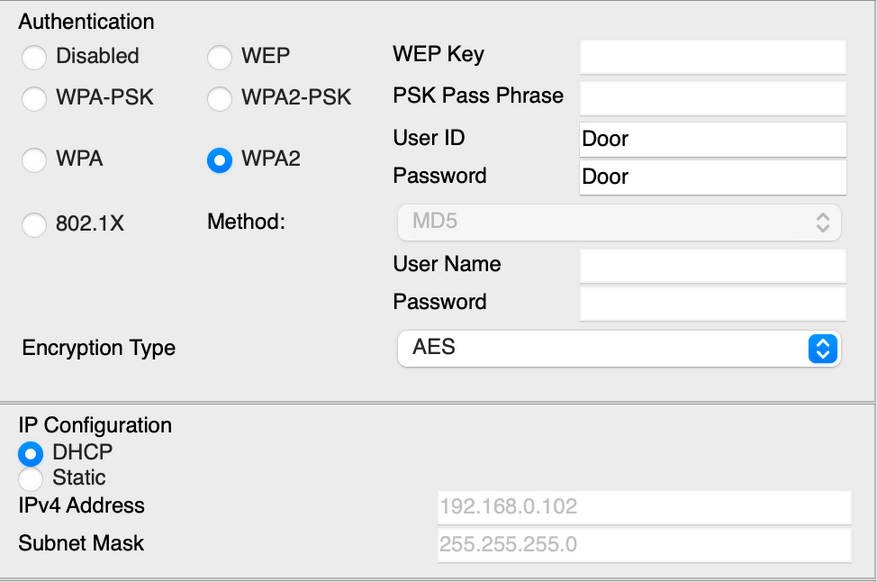 Authentication
Disabled WEP WEP Key
WPA-PSK WPA2-PSK PSK Pass Phrase
User ID Door
WPA WPA2
Password Door
802.1X Method: MD5
User Name
Password
Encryption Type AES
IP Configuration
DHCP
Static
IPv4 Address 192.168.0.102
Subnet Mask 255.255.255.0